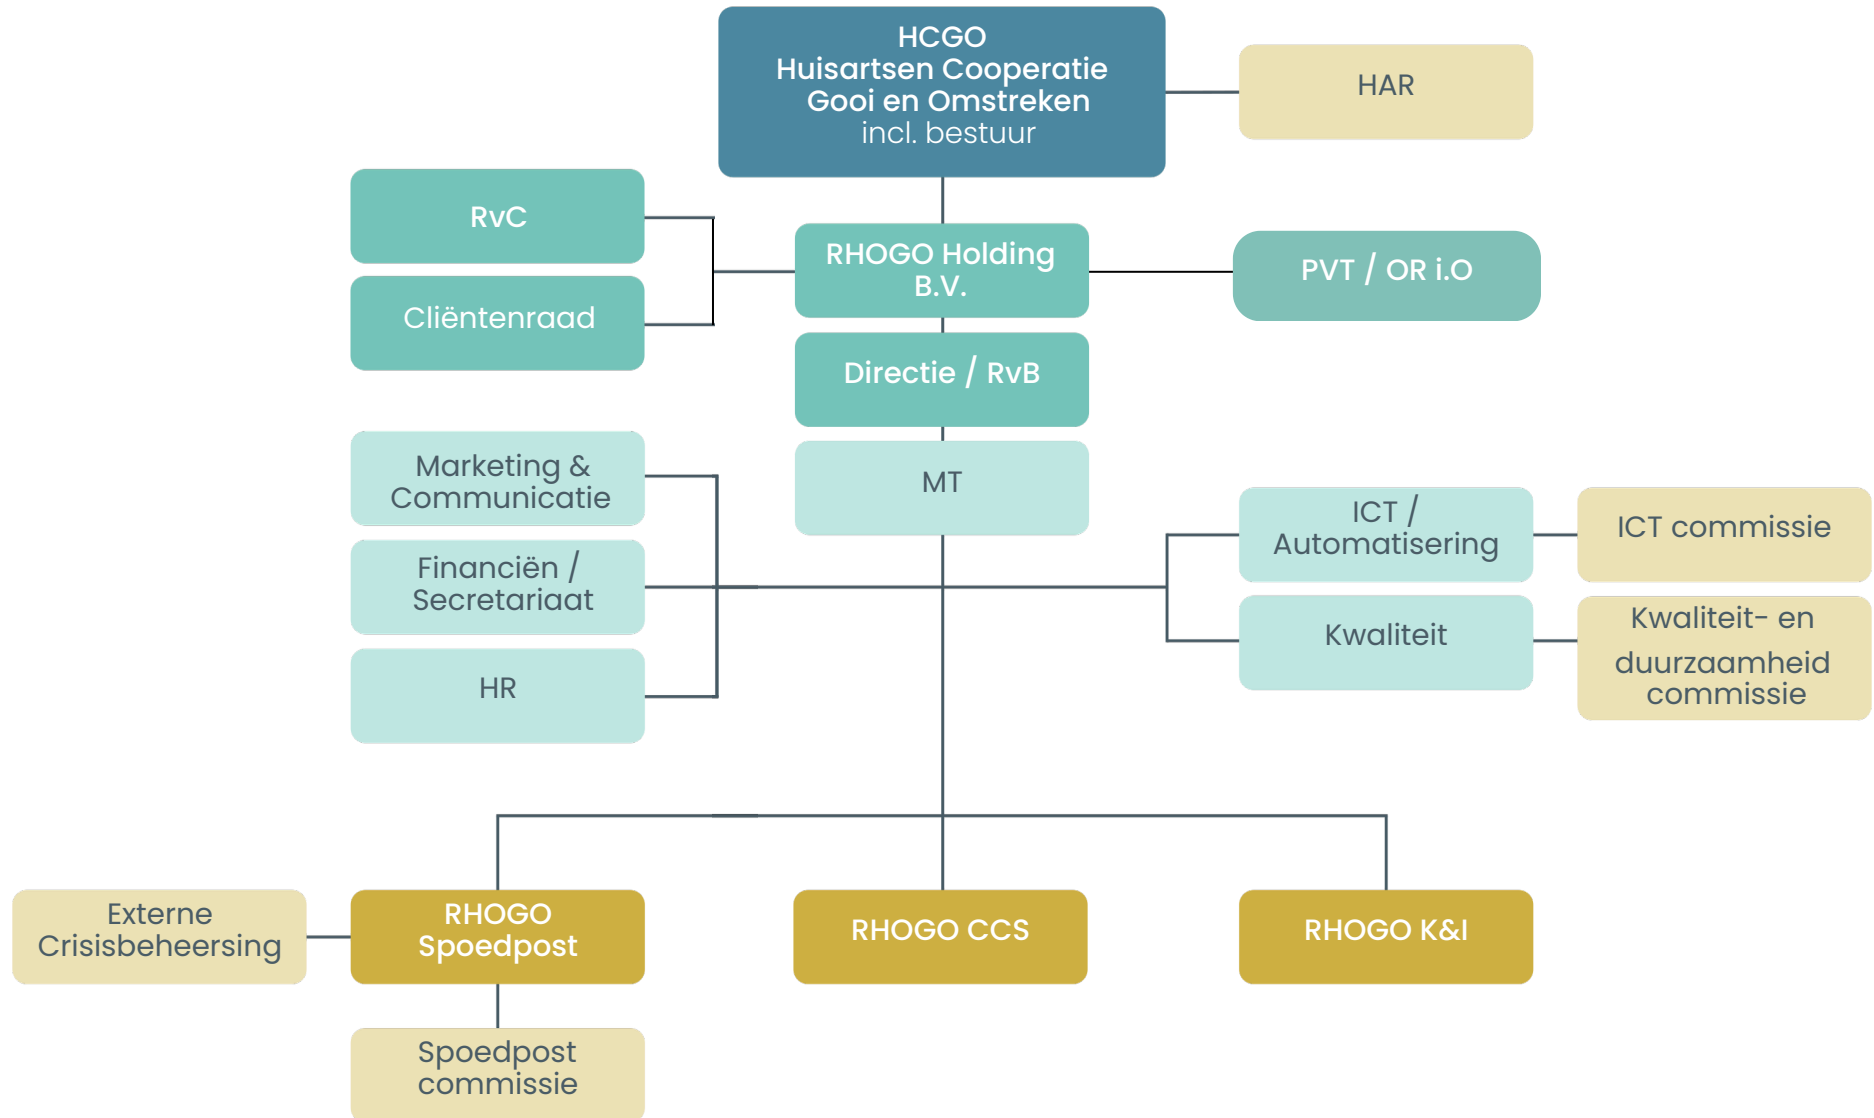 HCGO
Huisartsen Cooperatie
Gooi en Omstreken
incl. bestuur
HAR
RvC
Cliëntenraad
RHOGO Holding
B.V.
PVT / OR i.O
Directie / RvB
MT
Marketing &
Communicatie
Financiën /
Secretariaat
HR
ICT /
Automatisering
ICT commissie
Kwaliteit
Kwaliteit- en
duurzaamheid
commissie
Externe
Crisisbeheersing
RHOGO
Spoedpost
RHOGO CCS
RHOGO K&I
Spoedpost
commissie